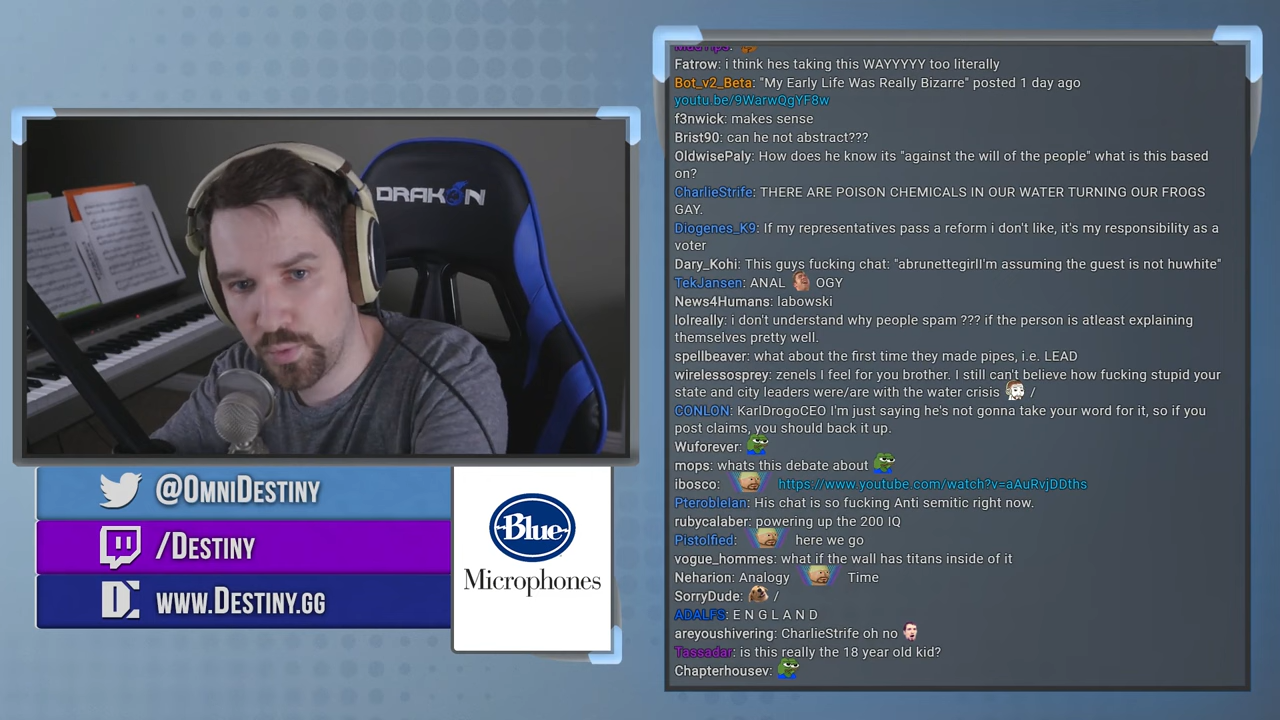 DRAKON
@OMNIDESTINY
/DESTINY
WWW.DESTINY.GG
Blue
Microphones
Fatrow: i think hes taking this WAYYYYY too literally
Bot_v2_Beta: "My Early Life Was Really Bizarre" posted 1 day ago
youtu.be/9WarwQgYF8w
f3nwick: makes sense
Brist90: can he not abstract???
OldwisePaly: How does he know its "against the will of the people" what is this based
on?
CharlieStrife: THERE ARE POISON CHEMICALS IN OUR WATER TURNING OUR FROGS
GAY.
Diogenes_K9: If my representatives pass a reform i don't like, it's my responsibility as a
voter
Dary_Kohi: This guys fucking chat: "abrunettegirlI'm assuming the guest is not huwhite"
TekJansen: ANAL OGY
News4Humans: labowski
lolreally: i don't understand why people spam ??? if the person is atleast explaining
themselves pretty well.
spellbeaver: what about the first time they made pipes, i.e. LEAD
wirelessosprey: zenels I feel for you brother. I still can't believe how fucking stupid your
state and city leaders were/are with the water crisis /
CONLON: KarlDrogoCEO I'm just saying he's not gonna take your word for it, so if you
post claims, you should back it up.
Wuforever:
mops: whats this debate about
ibosco: https://www.youtube.com/watch?v=aAuRvjDDths
Pterobleian: His chat is so fucking Anti semitic right now.
rubycalaber: powering up the 200 IQ
Pistolfied: here we go
vogue_hommes: what if the wall has titans inside of it
Neharion: Analogy Time
SorryDude: /
ADALFS: E N G L A N D
areyoushivering: CharlieStrife oh no
Tassadar: is this really the 18 year old kid?
Chapterhousev: